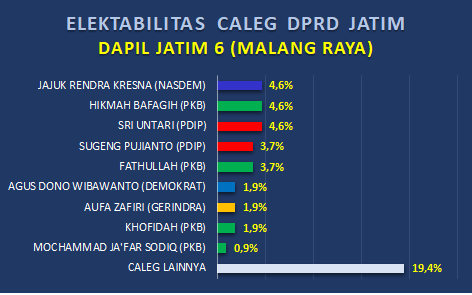 ELEKTABILITAS CALEG DPRD JATIM
DAPIL JATIM 6 (MALANG RAYA)
JAJUK RENDRA KRESNA (NASDEM) 4,6%
HIKMAH BAFAGIH (PKB) 4,6%
SRI UNTARI (PDIP) 4,6%
SUGENG PUJIANTO (PDIP) 3,7%
FATHULLAH (PKB) 3,7%
AGUS DONO WIBAWANTO (DEMOKRAT) 1,9%
AUFA ZAFIRI (GERINDRA) 1,9%
KHOFIDAH (PKB) 1,9%
MOCHAMMAD JA'FAR SODIQ (PKB) 0,9%
CALEG LAINNYA 19,4%